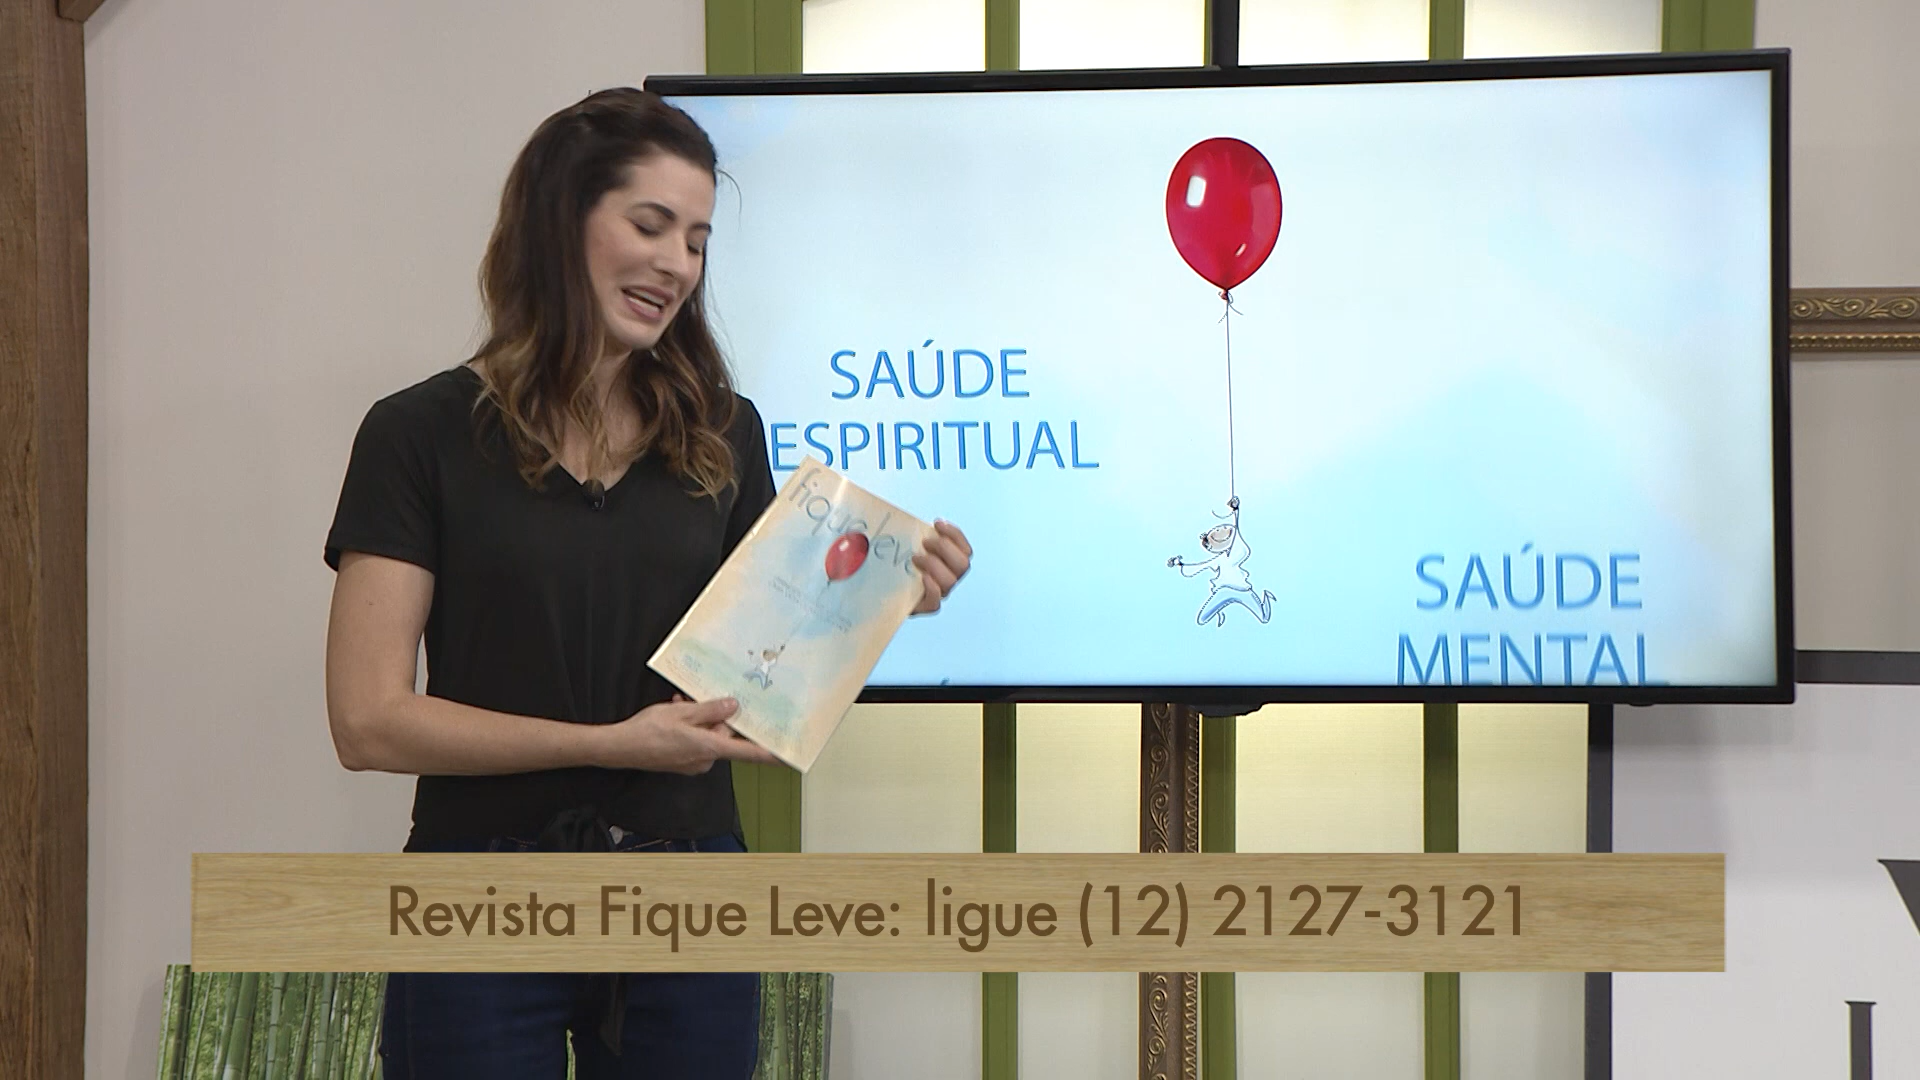 SAÚDE
ESPIRITUAL
SAÚDE
MENTAL
fique leve
Revista Fique Leve: ligue (12) 2127-3121